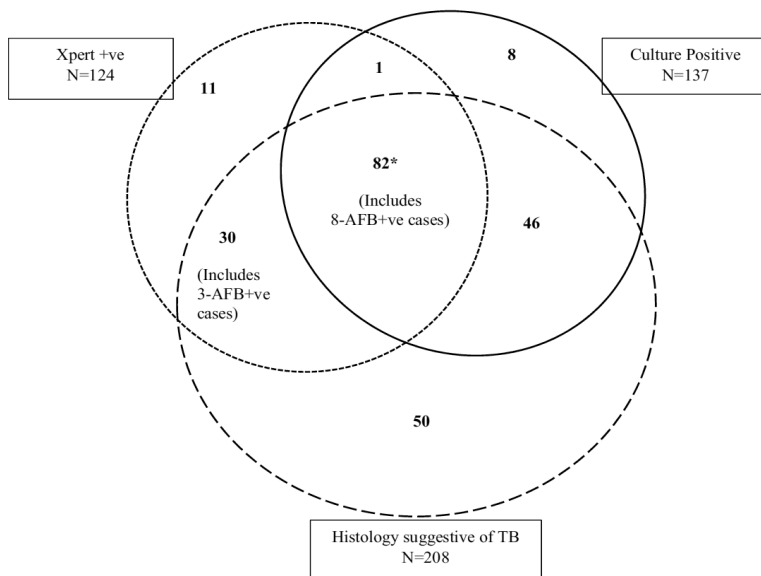 Xpert +ve
N=124
11
1
8
Culture Positive
N=137
82*
(Includes
8-AFB+ve cases)
46
30
(Includes
3-AFB+ve
cases)
50
Histology suggestive of TB
N=208